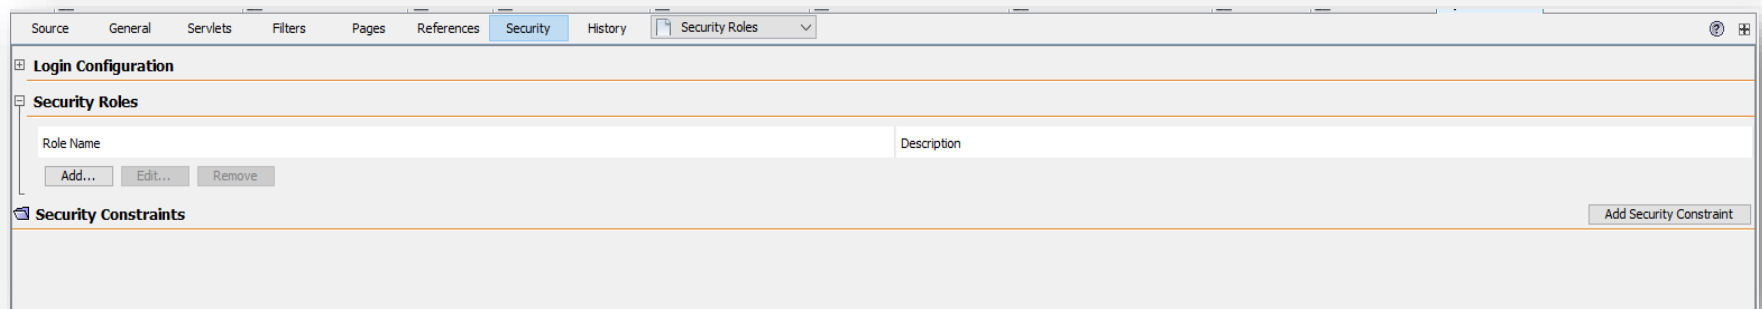 Source General Servlets Filters Pages References Security History Security Roles
Login Configuration
Security Roles
Role Name Description
Add... Edit... Remove
Security Constraints Add Security Constraint